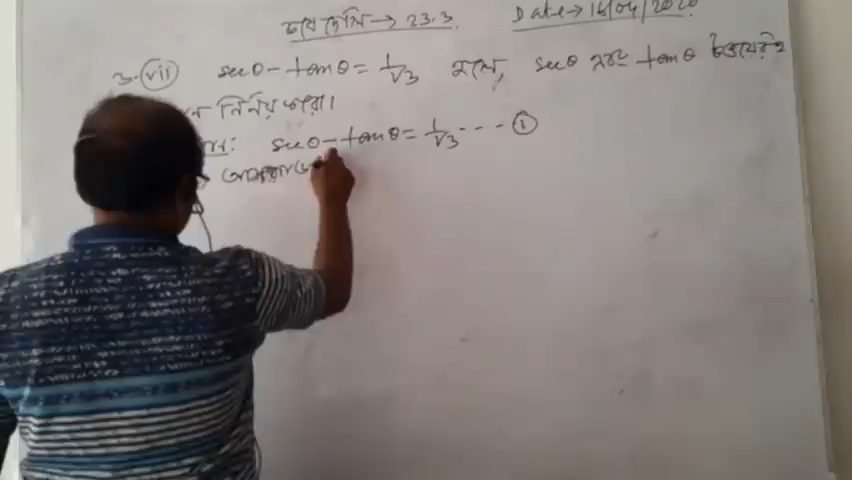 কষে দেখি → 23.3 Date → 16/04/2020
3. (vii) secθ - tanθ = 1/√3 হলে, secθ এবং tanθ উভয়েরই
নির্ণয় করো।
secθ - tanθ = 1/√3 - - - (i)
আমরা